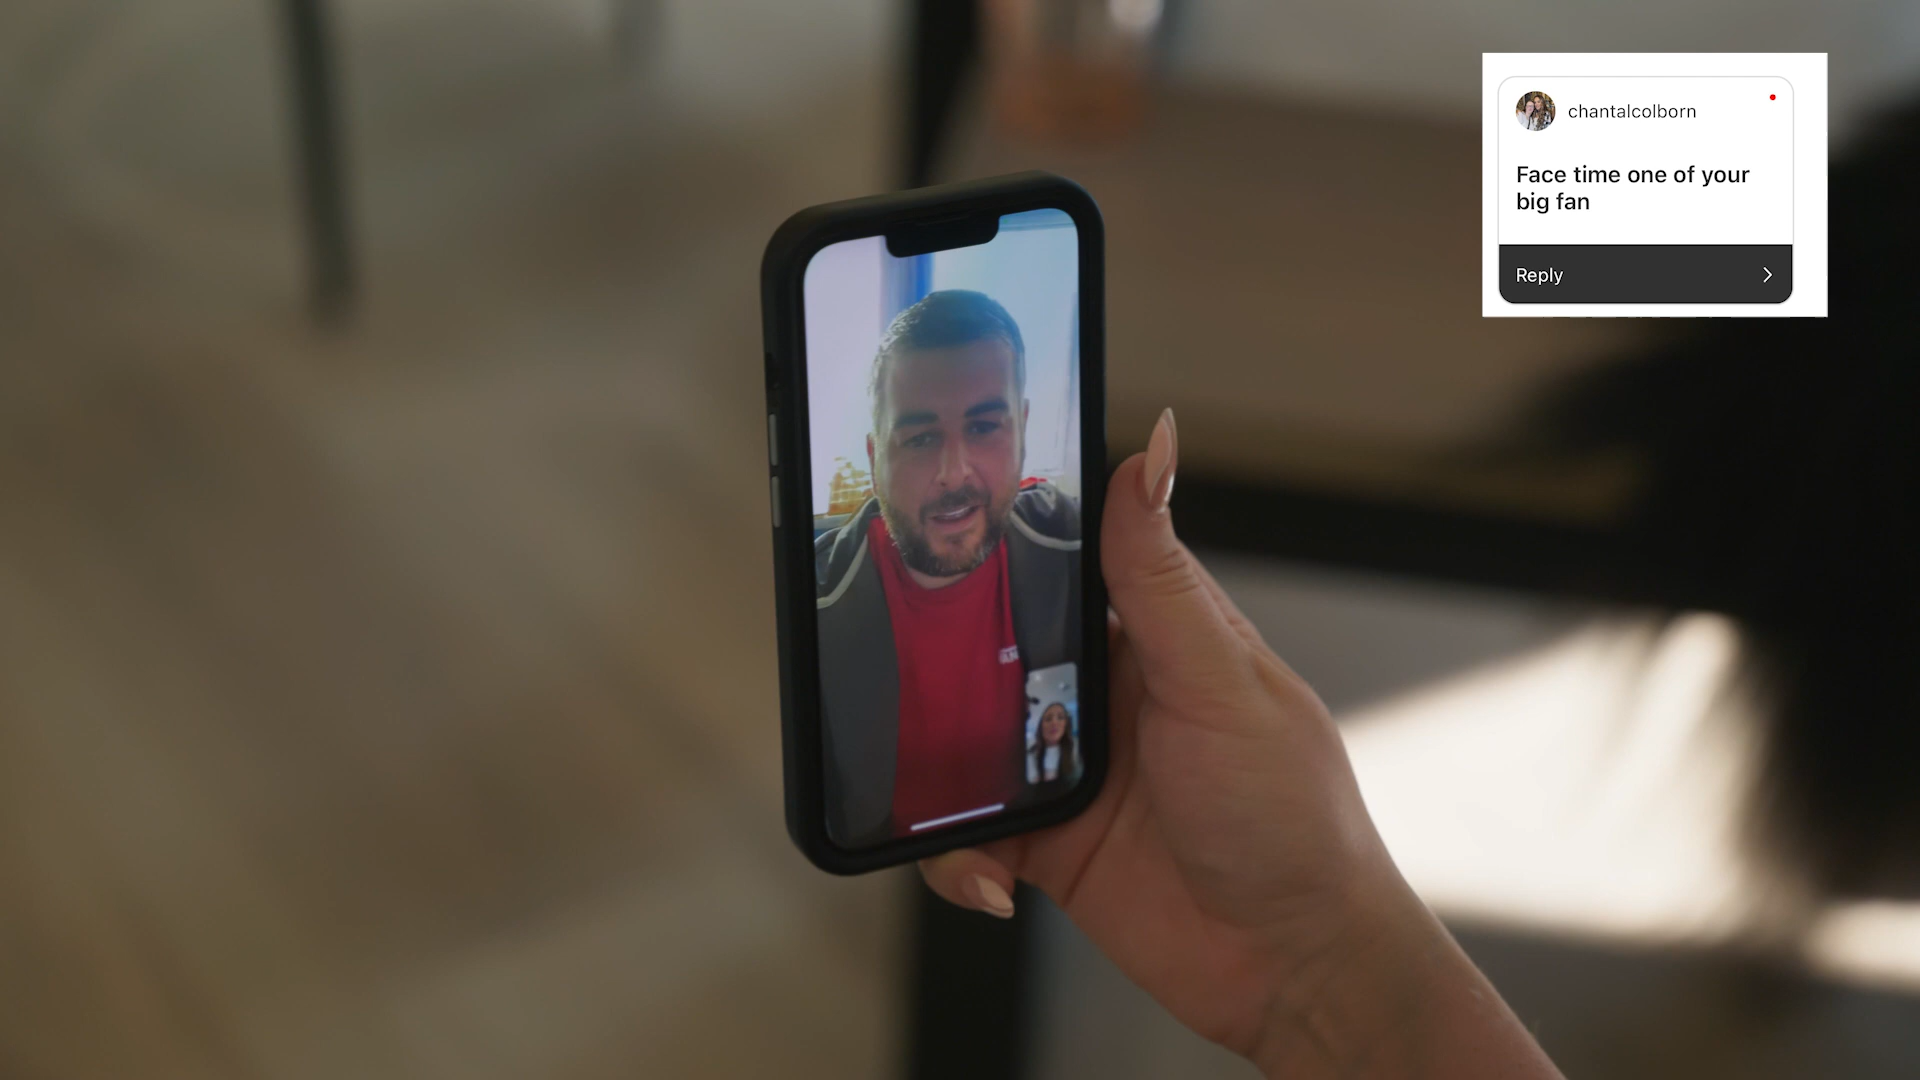 chantalcolborn
Face time one of your
big fan
Reply